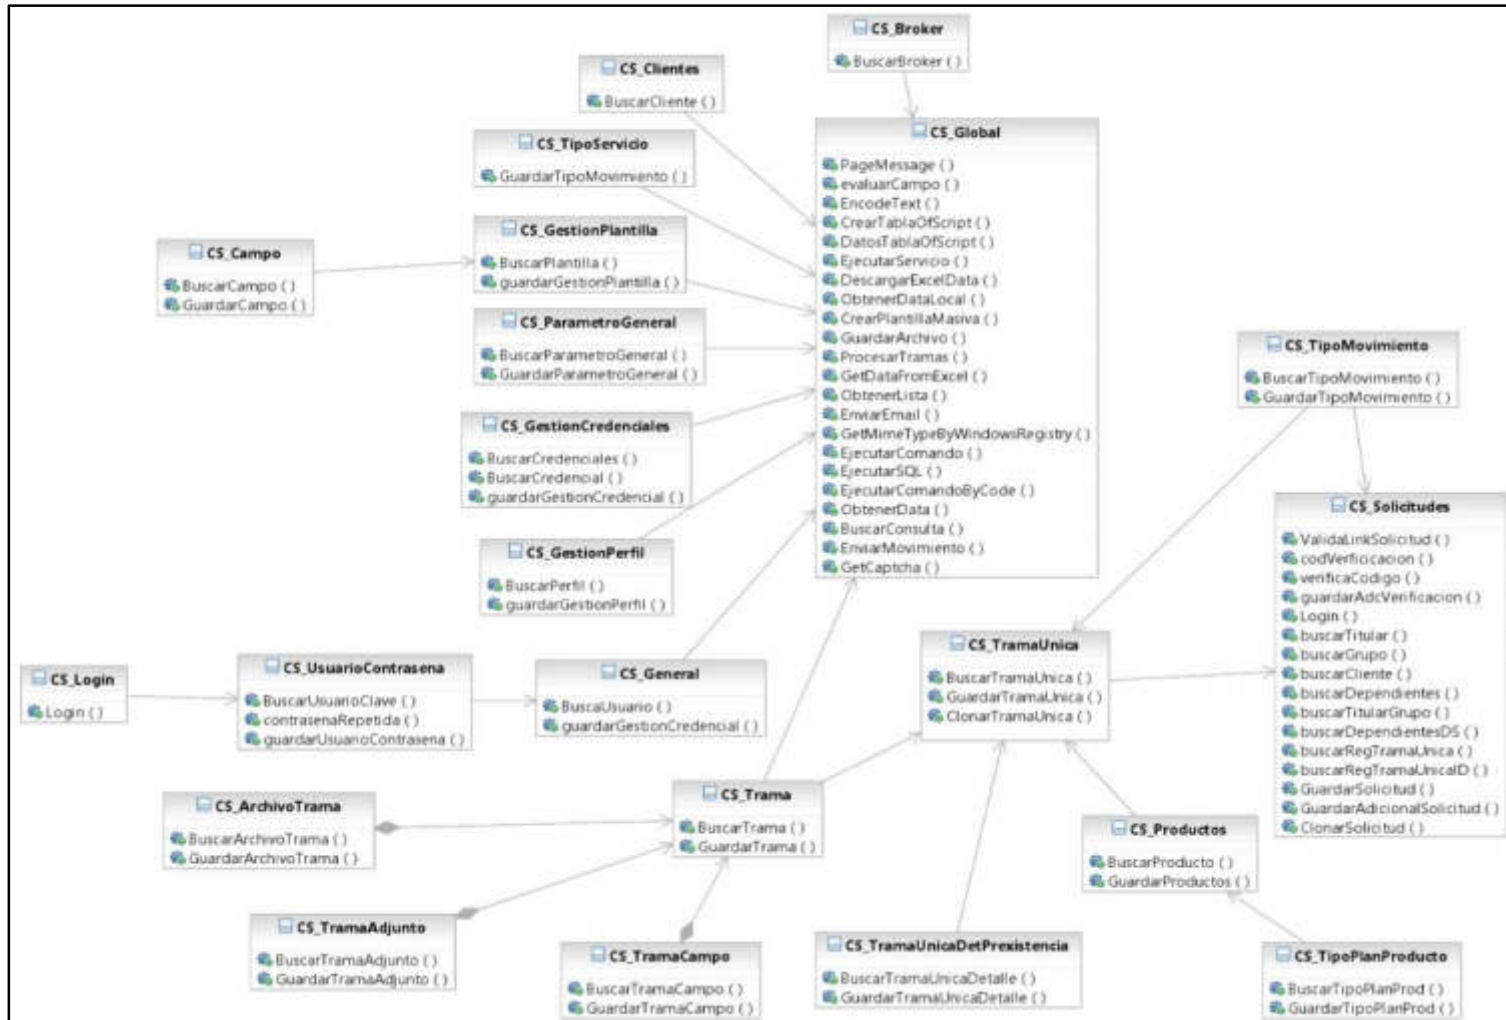 CS_Broker
BuscarBroker ( )
CS_Clientes
BuscarCliente ( )
CS_TipoServicio
GuardarTipoMovimiento ( )
CS_Global
PageMessage ( )
evaluarCampo ( )
EncodeText ( )
CrearTablaOfScript ( )
DatosTablaOfScript ( )
EjecutarServicio ( )
DescargarExcelData ( )
ObtenerDataLocal ( )
CrearPlantillaMasiva ( )
GuardarArchivo ( )
ProcesarTramas ( )
GetDataFromExcel ( )
ObtenerLista ( )
EnviarEmail ( )
GetMimeTypeByWindowsRegistry ( )
EjecutarComando ( )
EjecutarSQL ( )
EjecutarComandoByCode ( )
ObtenerData ( )
BuscarConsulta ( )
EnviarMovimiento ( )
GetCaptcha ( )
CS_GestionPlantilla
BuscarPlantilla ( )
guardarGestionPlantilla ( )
CS_Campo
BuscarCampo ( )
GuardarCampo ( )
CS_ParametroGeneral
BuscarParametroGeneral ( )
GuardarParametroGeneral ( )
CS_TipoMovimiento
BuscarTipoMovimiento ( )
GuardarTipoMovimiento ( )
CS_GestionCredenciales
BuscarCredenciales ( )
BuscarCredencial ( )
guardarGestionCredencial ( )
CS_Solicitudes
ValidaLinkSolicitud ( )
codVerficicacion ( )
verificaCodigo ( )
guardarAdcVerificacion ( )
Login ( )
buscarTitular ( )
buscarGrupo ( )
buscarCliente ( )
buscarDependientes ( )
buscarTitularGrupo ( )
buscarDependientesDS ( )
buscarRegTramaUnica ( )
buscarRegTramaUnicaID ( )
GuardarSolicitud ( )
GuardarAdicionalSolicitud ( )
ClonarSolicitud ( )
CS_GestionPerfil
BuscarPerfil ( )
guardarGestionPerfil ( )
CS_Login
Login ( )
CS_UsuarioContrasena
BuscarUsuarioClave ( )
contrasenaRepetida ( )
guardarUsuarioContrasena ( )
CS_General
BuscaUsuario ( )
guardarGestionCredencial ( )
CS_TramaUnica
BuscarTramaUnica ( )
GuardarTramaUnica ( )
ClonarTramaUnica ( )
CS_ArchivoTrama
BuscarArchivoTrama ( )
GuardarArchivoTrama ( )
CS_Trama
BuscarTrama ( )
GuardarTrama ( )
CS_Productos
BuscarProducto ( )
GuardarProductos ( )
CS_TramaAdjunto
BuscarTramaAdjunto ( )
GuardarTramaAdjunto ( )
CS_TramaCampo
BuscarTramaCampo ( )
GuardarTramaCampo ( )
CS_TramaUnicaDetPrexistencia
BuscarTramaUnicaDetalle ( )
GuardarTramaUnicaDetalle ( )
CS_TipoPlanProducto
BuscarTipoPlanProd ( )
GuardarTipoPlanProd ( )